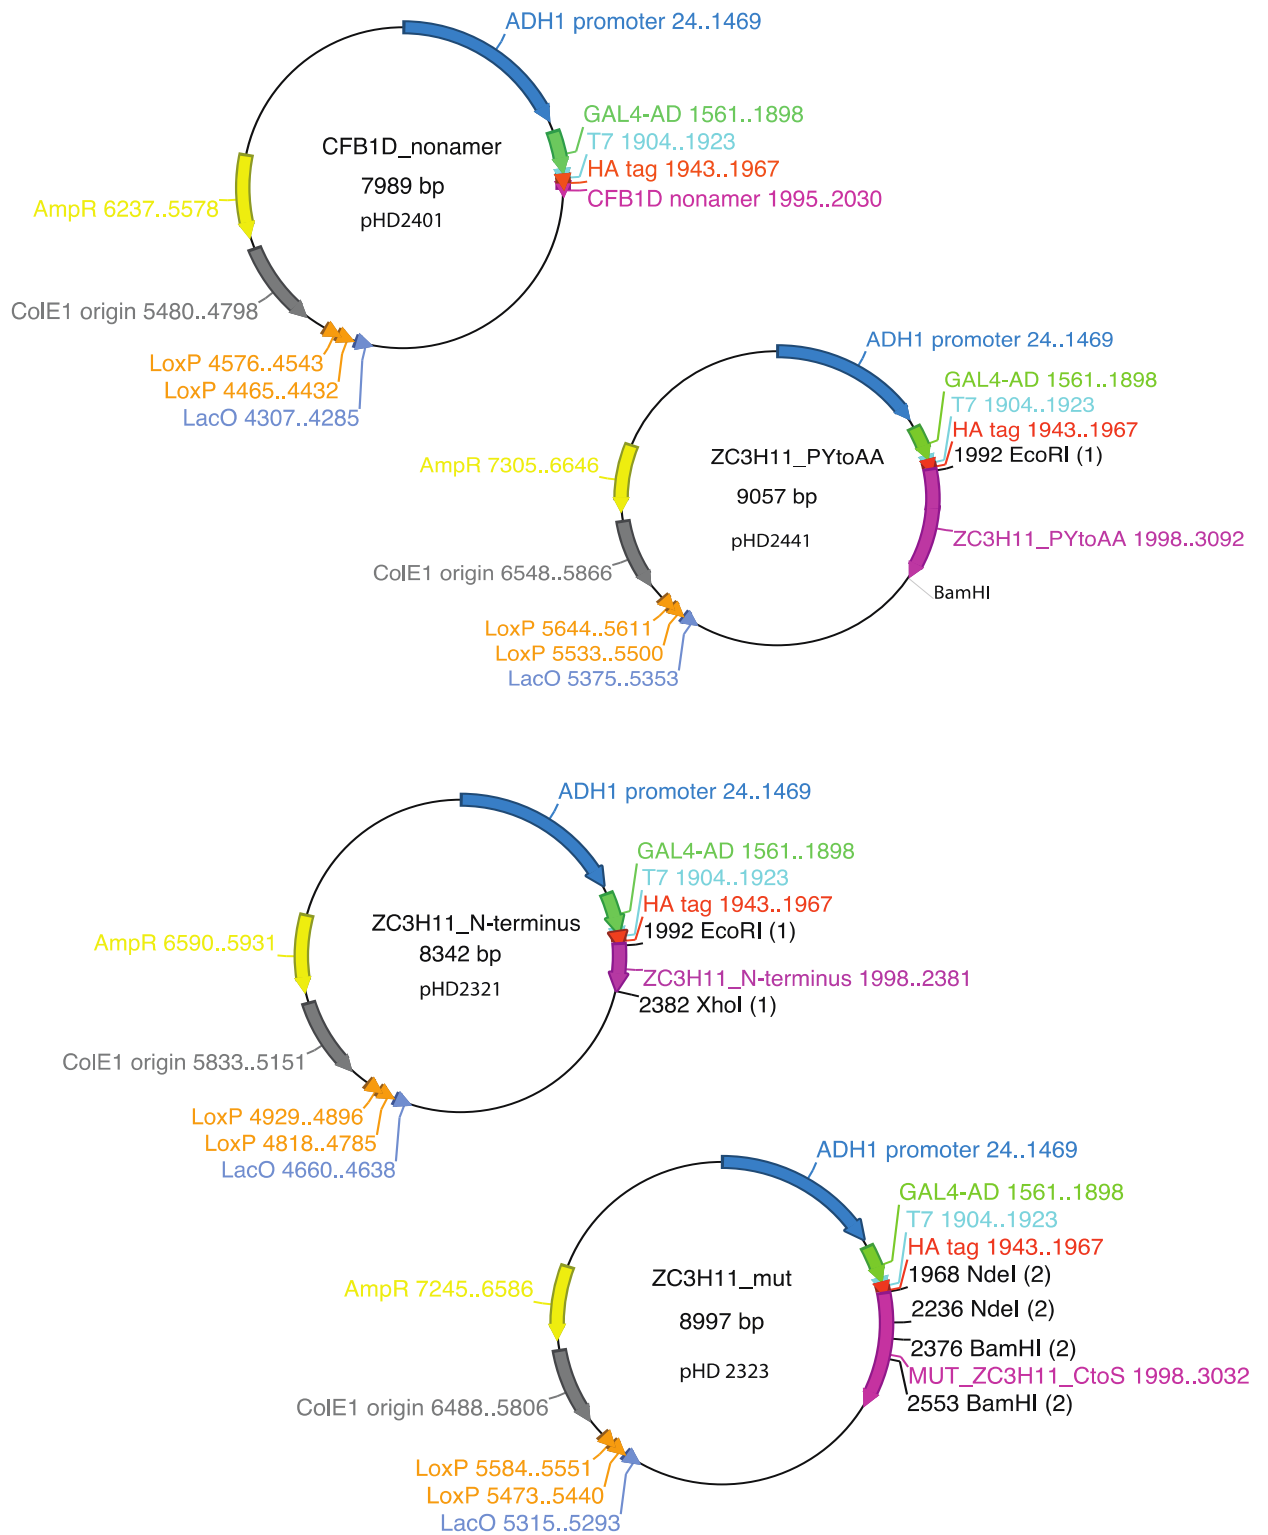 ADH1 promoter 24..1469
GAL4-AD 1561..1898
T7 1904..1923
HA tag 1943..1967
CFB1D nonamer 1995..2030
CFB1D_nonamer
7989 bp
pHD2401
AmpR 6237..5578
ColE1 origin 5480..4798
LoxP 4576..4543
LoxP 4465..4432
LacO 4307..4285
ADH1 promoter 24..1469
GAL4-AD 1561..1898
T7 1904..1923
HA tag 1943..1967
1992 EcoRI (1)
ZC3H11_PYtoAA 1998..3092
BamHI
ZC3H11_PYtoAA
9057 bp
pHD2441
AmpR 7305..6646
ColE1 origin 6548..5866
LoxP 5644..5611
LoxP 5533..5500
LacO 5375..5353
ADH1 promoter 24..1469
GAL4-AD 1561..1898
T7 1904..1923
HA tag 1943..1967
1992 EcoRI (1)
ZC3H11_N-terminus 1998..2381
2382 XhoI (1)
ZC3H11_N-terminus
8342 bp
pHD2321
AmpR 6590..5931
ColE1 origin 5833..5151
LoxP 4929..4896
LoxP 4818..4785
LacO 4660..4638
ADH1 promoter 24..1469
GAL4-AD 1561..1898
T7 1904..1923
HA tag 1943..1967
1968 NdeI (2)
2236 NdeI (2)
2376 BamHI (2)
MUT_ZC3H11_CtoS 1998..3032
2553 BamHI (2)
ZC3H11_mut
8997 bp
pHD 2323
AmpR 7245..6586
ColE1 origin 6488..5806
LoxP 5584..5551
LoxP 5473..5440
LacO 5315..5293